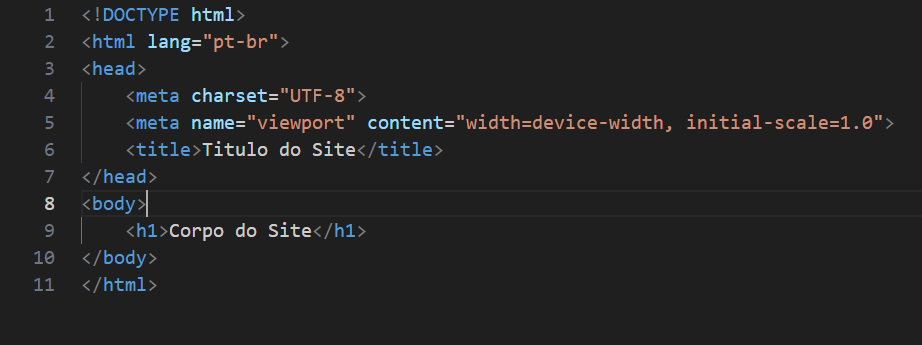 1 <!DOCTYPE html>
2 <html lang="pt-br">
3 <head>
4     <meta charset="UTF-8">
5     <meta name="viewport" content="width=device-width, initial-scale=1.0">
6     <title>Titulo do Site</title>
7 </head>
8 <body>
9     <h1>Corpo do Site</h1>
10 </body>
11 </html>